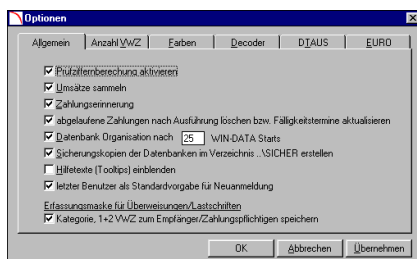 Optionen
Allgemein
Anzahl VWZ
Farben
Decoder
DTAUS
EURO
Prüfziffernberechung aktivieren
Umsätze sammeln
Zahlungserinnerung
abgelaufene Zahlungen nach Ausführung löschen bzw. Fälligkeitstermine aktualisieren
Datenbank Organisation nach 25 WIN-DATA Starts
Sicherungskopien der Datenbanken im Verzeichnis ..\SICHER erstellen
Hilfetexte (Tooltips) einblenden
letzter Benutzer als Standardvorgabe für Neuanmeldung
Erfassungsmaske für Überweisungen/Lastschriften
Kategorie, 1+2 VWZ zum Empfänger/Zahlungspflichtigen speichern
OK
Abbrechen
Übernehmen